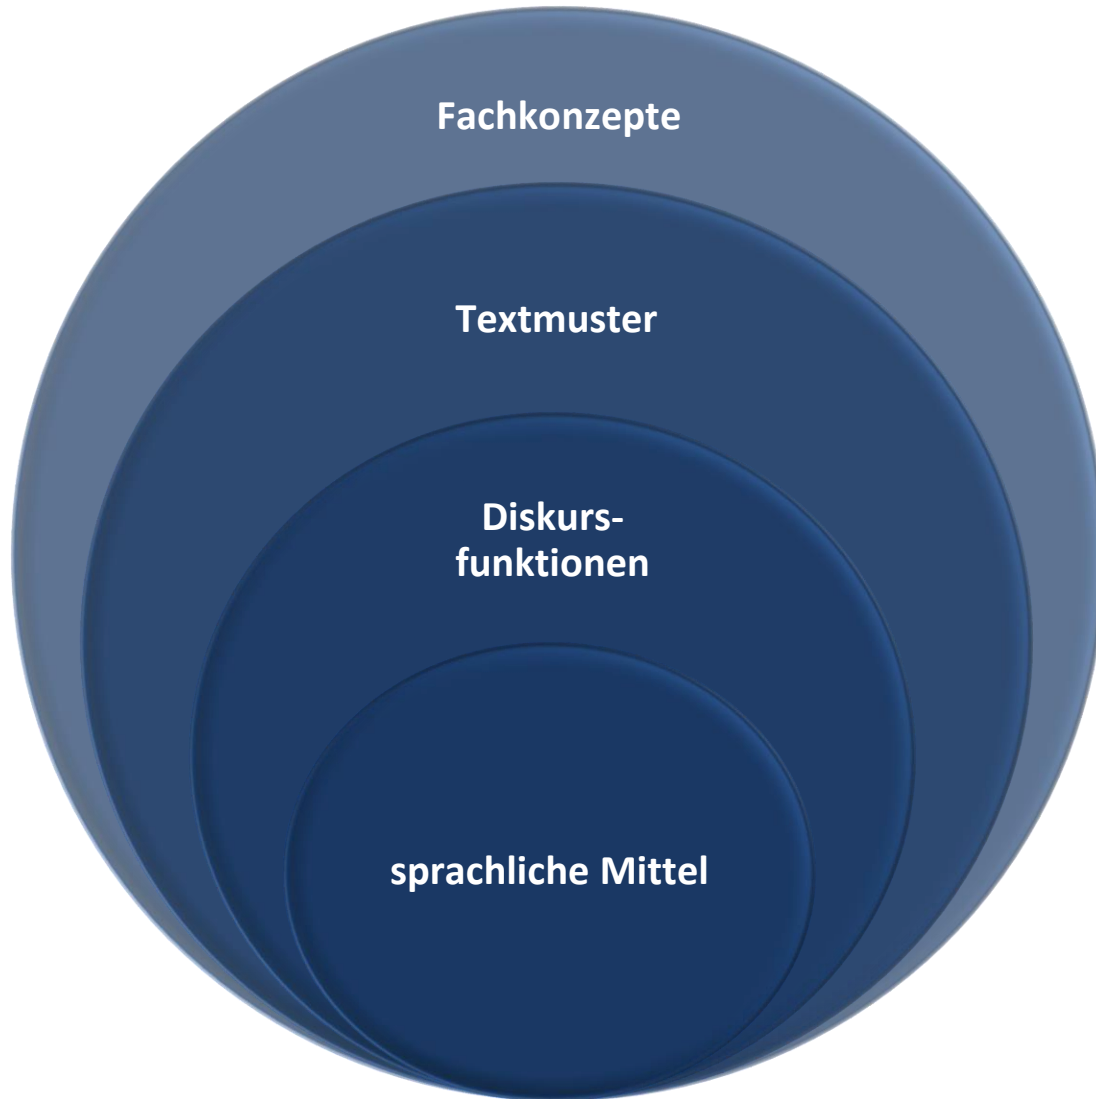 Fachkonzepte
Textmuster
Diskurs-
funktionen
sprachliche Mittel